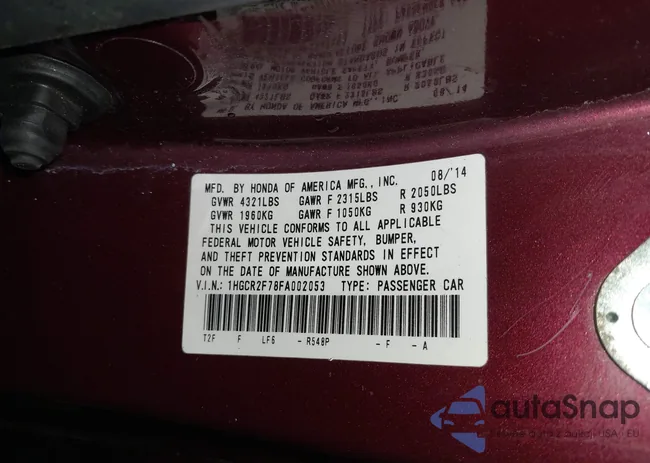 MFD. BY HONDA OF AMERICA MFG., INC. 08/'14
GVWR 4321LBS GAWR F 2315LBS R 2050LBS
GVWR 1960KG GAWR F 1050KG R 930KG
THIS VEHICLE CONFORMS TO ALL APPLICABLE
FEDERAL MOTOR VEHICLE SAFETY, BUMPER,
AND THEFT PREVENTION STANDARDS IN EFFECT
ON THE DATE OF MANUFACTURE SHOWN ABOVE.
V.I.N.: 1HGCR2F78FA002053 TYPE: PASSENGER CAR
T2F F LF6 - R548P - F - A
autoSnap